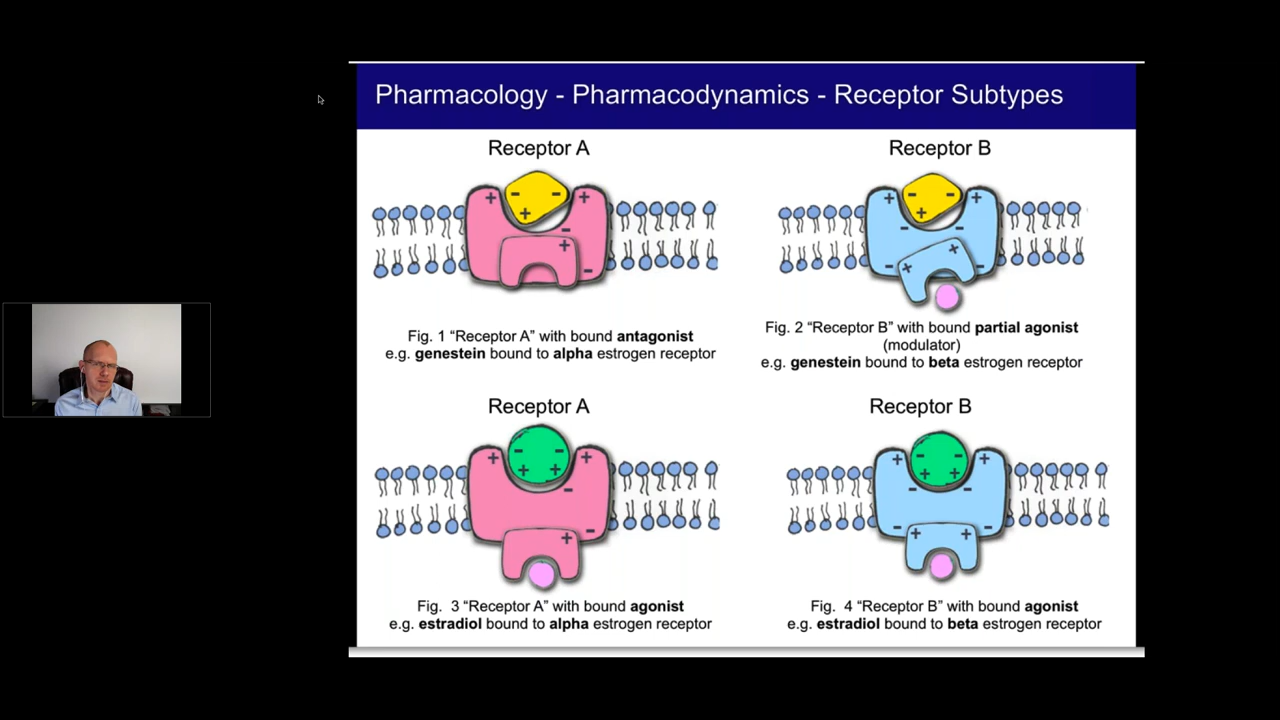 Pharmacology - Pharmacodynamics - Receptor Subtypes
Receptor A
Receptor B
Fig. 1 “Receptor A” with bound antagonist
e.g. genestein bound to alpha estrogen receptor
Fig. 2 “Receptor B” with bound partial agonist
(modulator)
e.g. genestein bound to beta estrogen receptor
Receptor A
Receptor B
Fig. 3 “Receptor A” with bound agonist
e.g. estradiol bound to alpha estrogen receptor
Fig. 4 “Receptor B” with bound agonist
e.g. estradiol bound to beta estrogen receptor